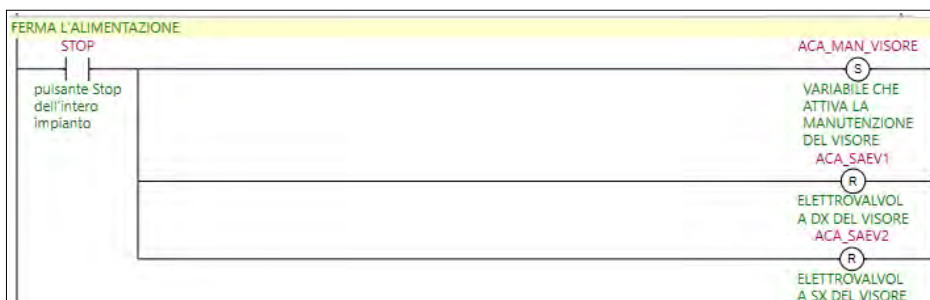 FERMA L'ALIMENTAZIONE
STOP
pulsante Stop
dell'intero
impianto
ACA_MAN_VISORE
S
VARIABILE CHE
ATTIVA LA
MANUTENZIONE
DEL VISORE
ACA_SAEV1
R
ELETTROVALVOL
A DX DEL VISORE
ACA_SAEV2
R
ELETTROVALVOL
A SX DEL VISORE